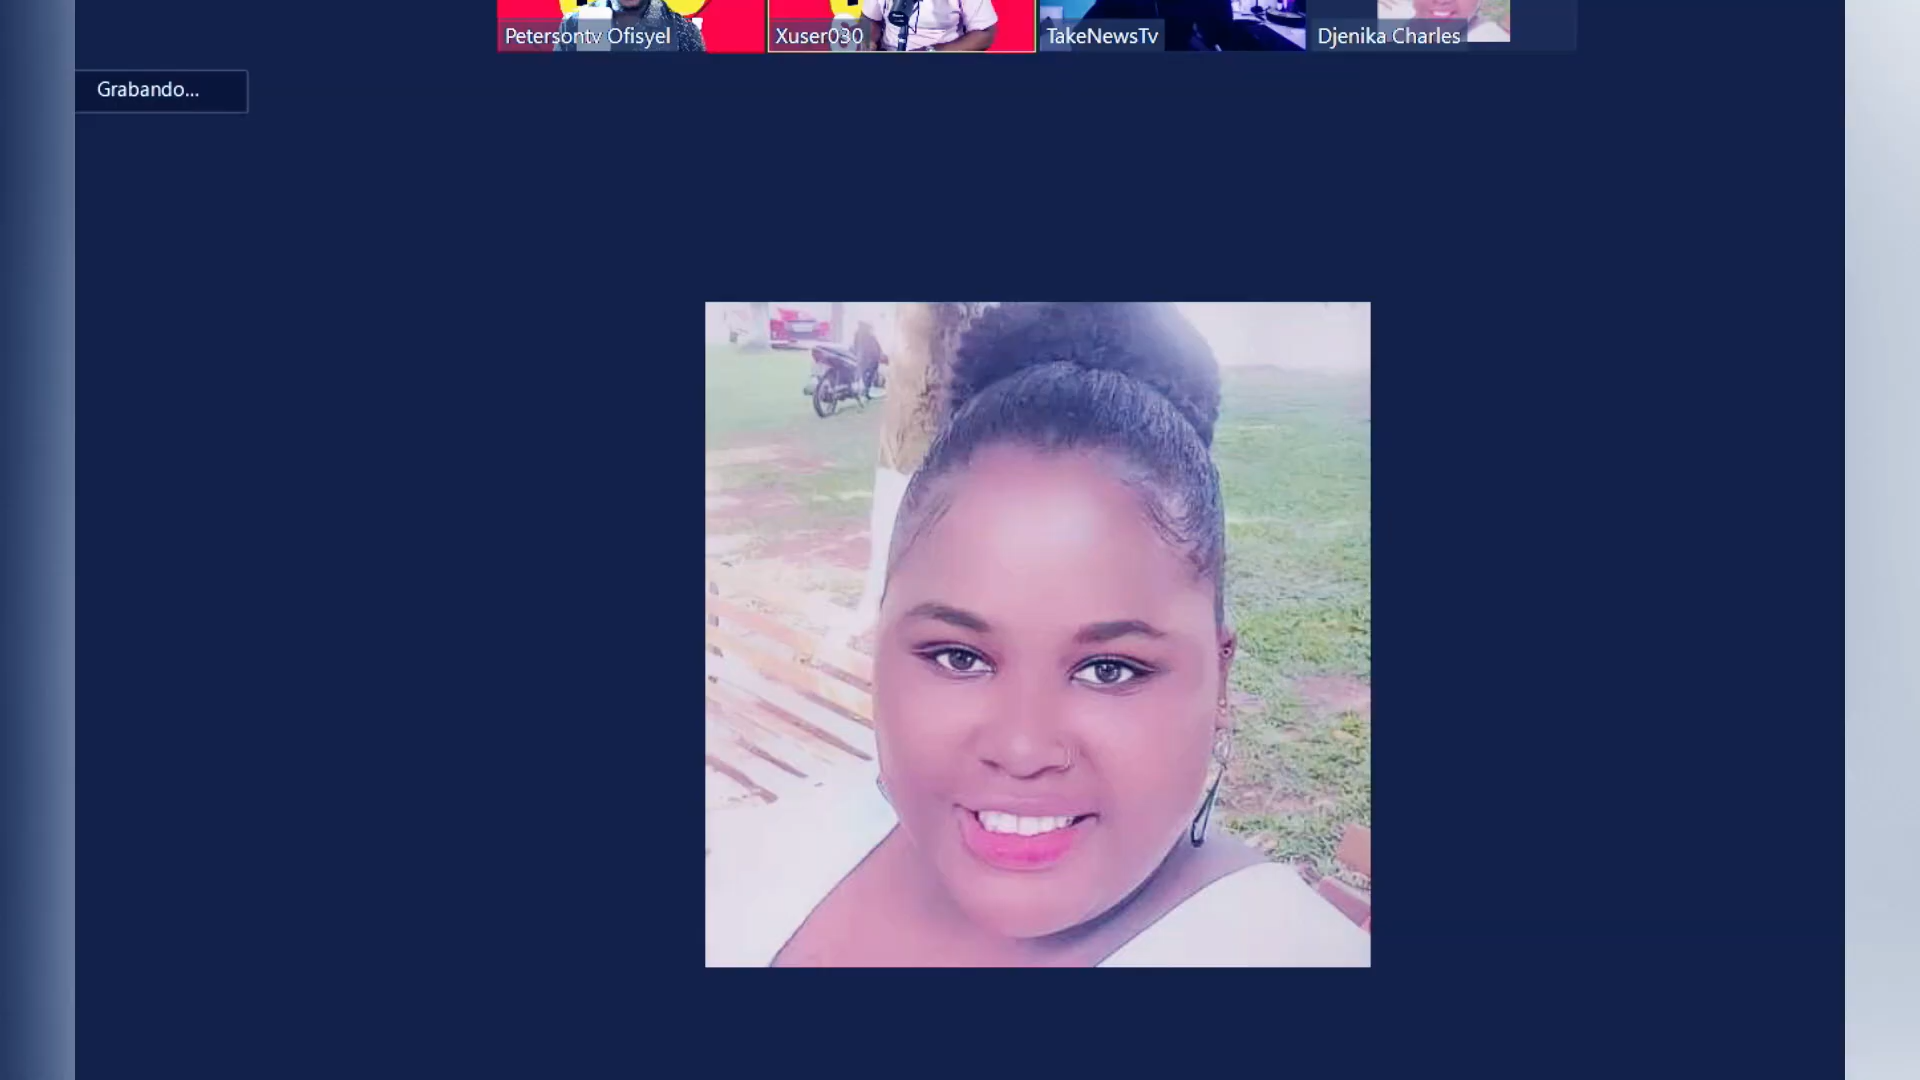 Petersontv Ofisyel
Xuser030
TakeNewsTv
Djenika Charles
Grabando...